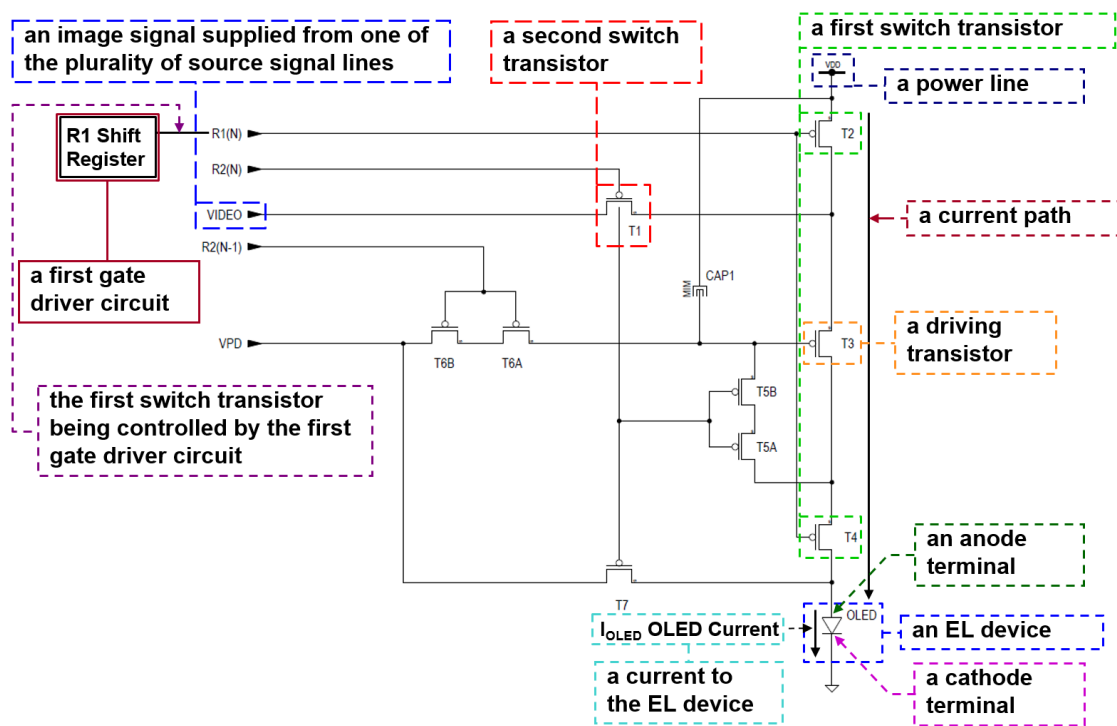 an image signal supplied from one of
the plurality of source signal lines
a second switch
transistor
a first switch transistor
VDD
a power line
R1 Shift
Register
R1(N)
T2
R2(N)
VIDEO
T1
a current path
R2(N-1)
a first gate
driver circuit
MIM
CAP1
VPD
T6B
T6A
T3
a driving
transistor
T5B
the first switch transistor
being controlled by the first
gate driver circuit
T5A
T4
an anode
terminal
T7
OLED
IOLED OLED Current
an EL device
a current to
the EL device
a cathode
terminal